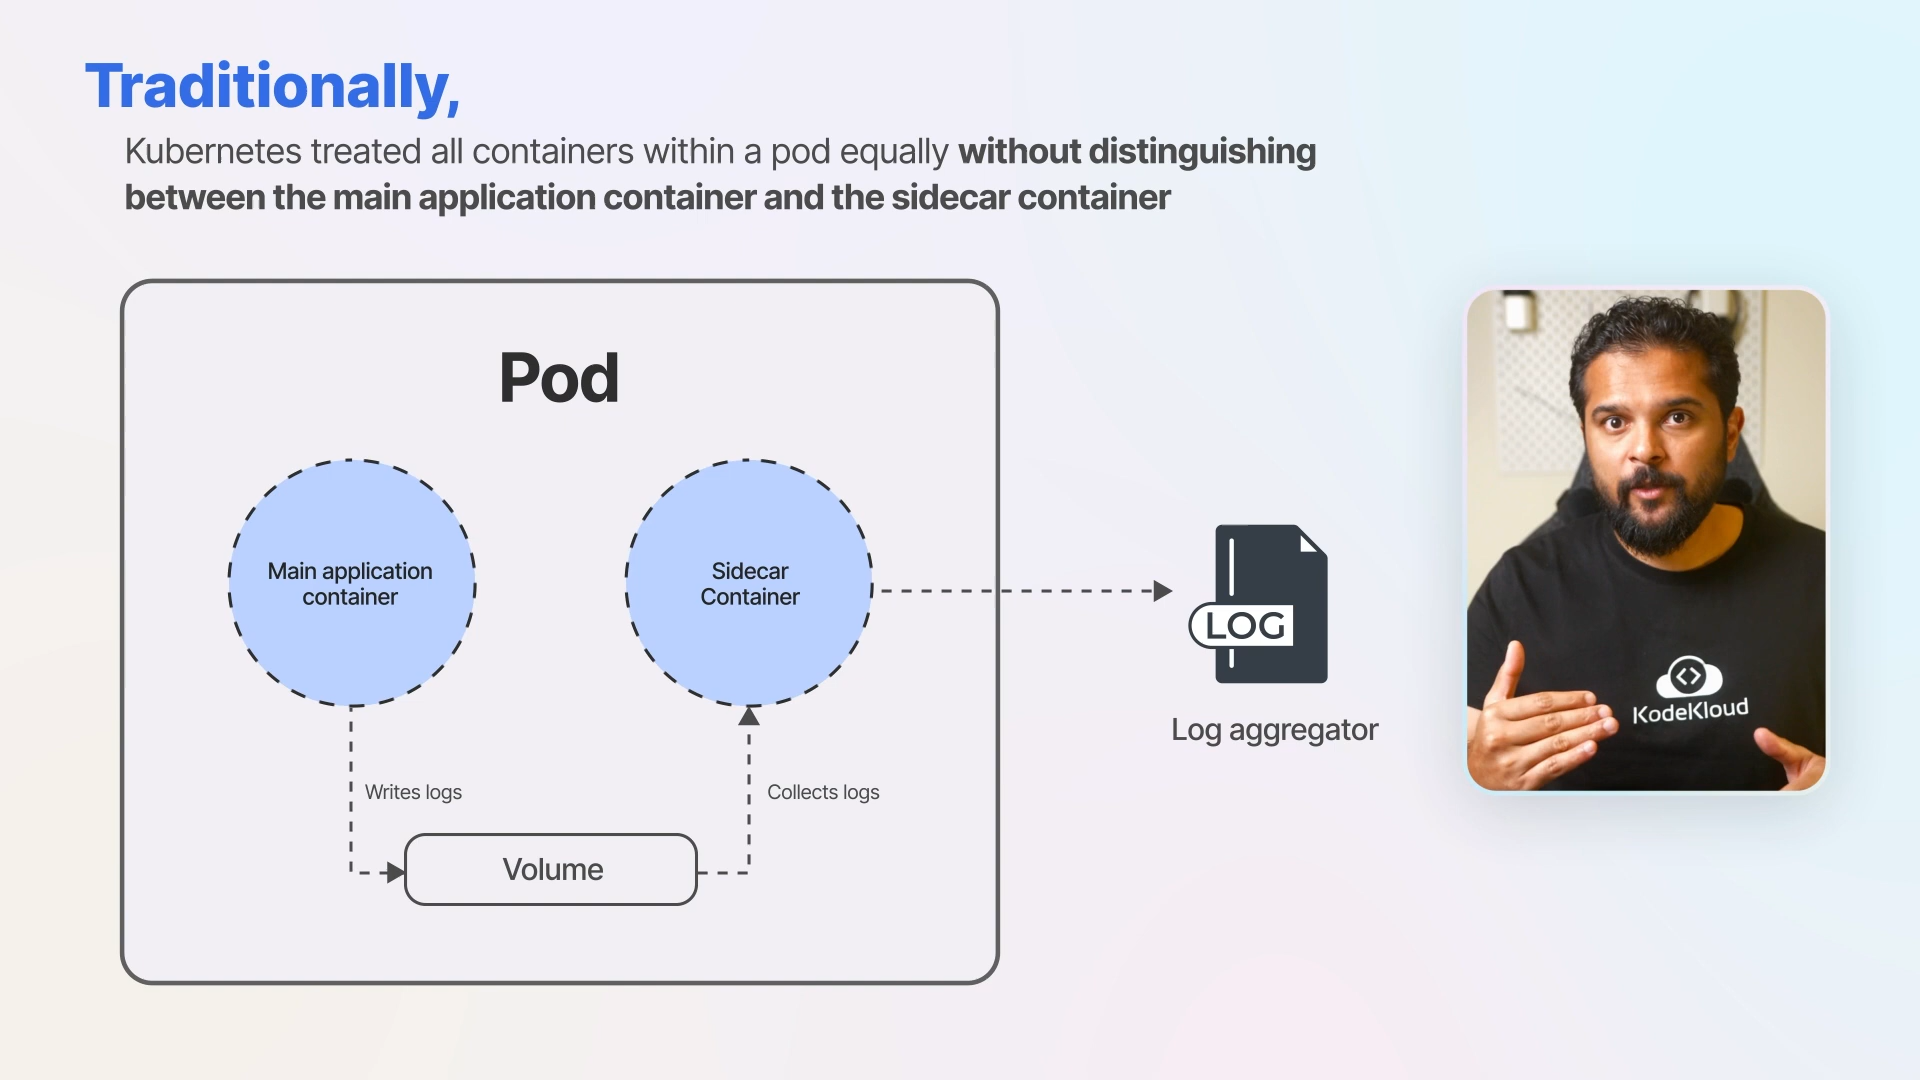 Traditionally,
Kubernetes treated all containers within a pod equally without distinguishing
between the main application container and the sidecar container
Pod
Main application
container
Sidecar
Container
LOG
Log aggregator
KodeKloud
Writes logs
Collects logs
Volume